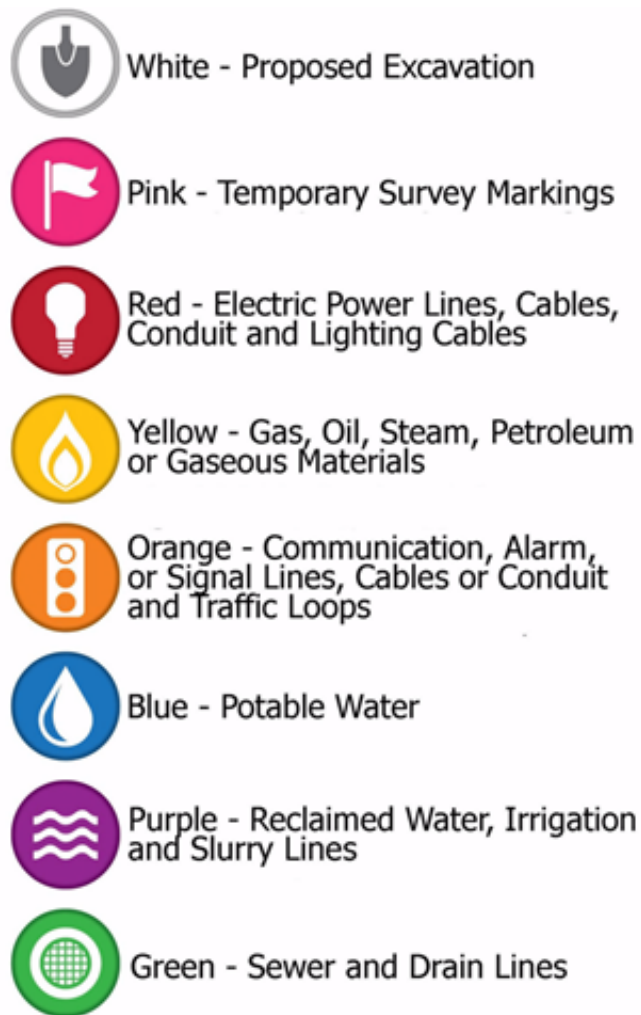 White - Proposed Excavation
Pink - Temporary Survey Markings
Red - Electric Power Lines, Cables,
Conduit and Lighting Cables
Yellow - Gas, Oil, Steam, Petroleum
or Gaseous Materials
Orange - Communication, Alarm,
or Signal Lines, Cables or Conduit
and Traffic Loops
Blue - Potable Water
Purple - Reclaimed Water, Irrigation
and Slurry Lines
Green - Sewer and Drain Lines